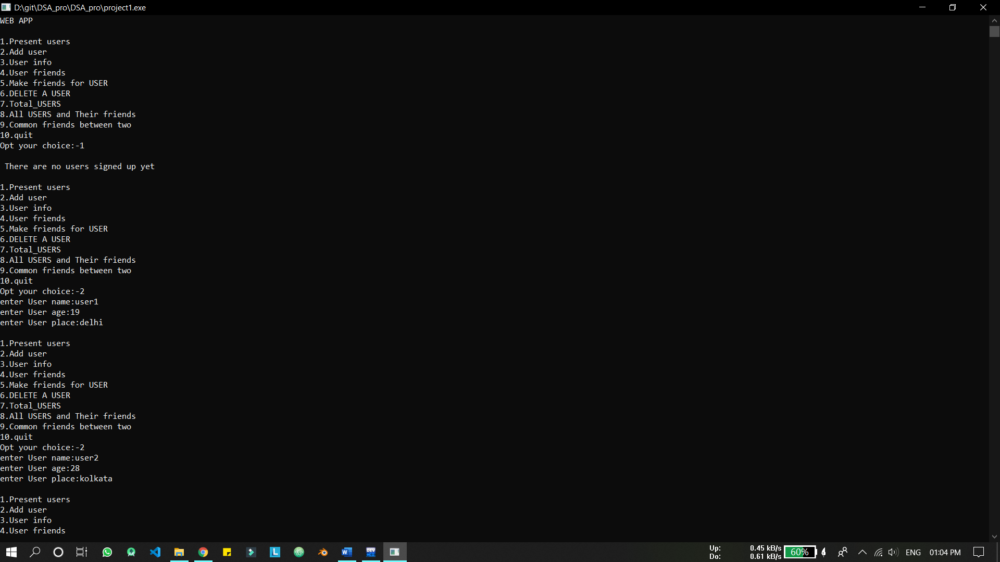 D:\git\DSA_pro\DSA_pro\project1.exe
WEB APP
1.Present users
2.Add user
3.User info
4.User friends
5.Make friends for USER
6.DELETE A USER
7.Total_USERS
8.All USERS and Their friends
9.Common friends between two
10.quit
Opt your choice:-1
There are no users signed up yet
1.Present users
2.Add user
3.User info
4.User friends
5.Make friends for USER
6.DELETE A USER
7.Total_USERS
8.All USERS and Their friends
9.Common friends between two
10.quit
Opt your choice:-2
enter User name:user1
enter User age:19
enter User place:delhi
1.Present users
2.Add user
3.User info
4.User friends
5.Make friends for USER
6.DELETE A USER
7.Total_USERS
8.All USERS and Their friends
9.Common friends between two
10.quit
Opt your choice:-2
enter User name:user2
enter User age:28
enter User place:kolkata
1.Present users
2.Add user
3.User info
4.User friends
L
W
DEV
Up: 0.45 kB/s
Do: 0.61 kB/s
60%
ENG
01:04 PM